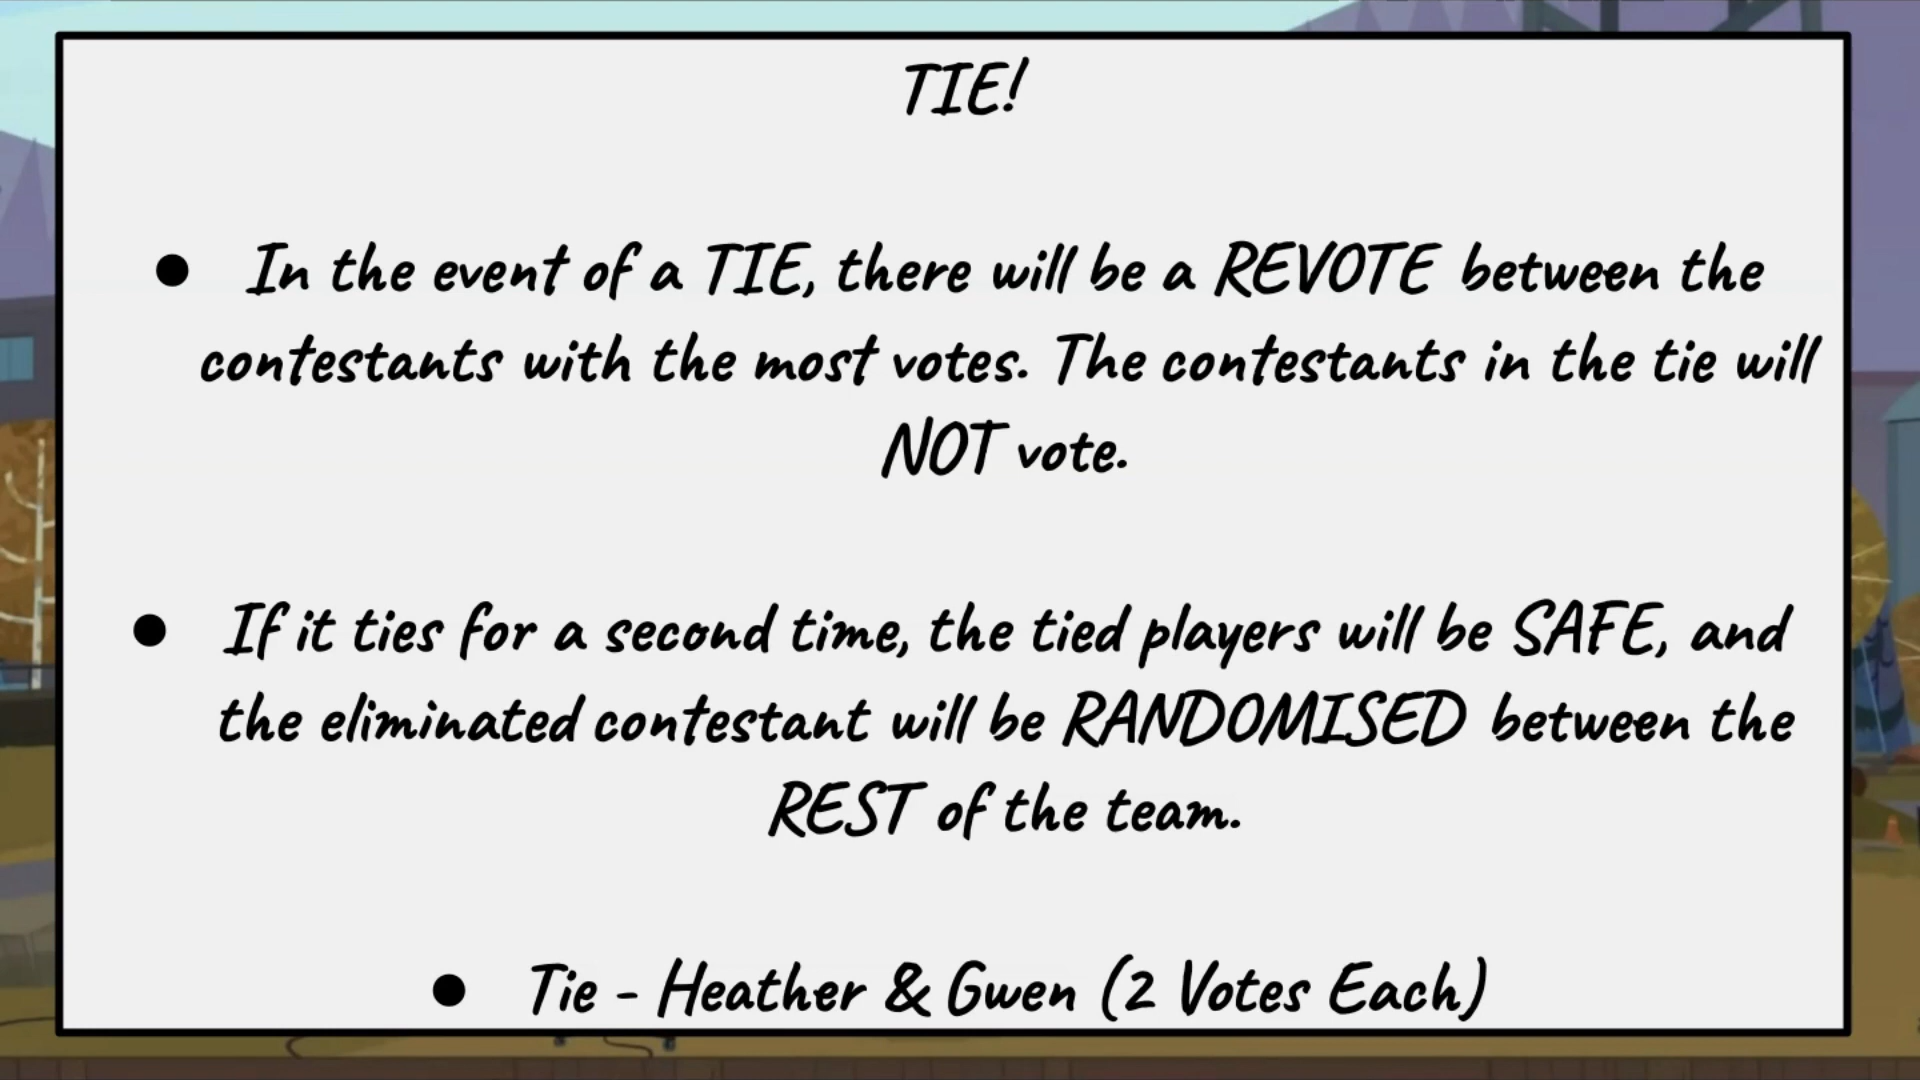 TIE!
● In the event of a TIE, there will be a REVOTE between the
contestants with the most votes. The contestants in the tie will
NOT vote.
● If it ties for a second time, the tied players will be SAFE, and
the eliminated contestant will be RANDOMISED between the
REST of the team.
● Tie - Heather & Gwen (2 Votes Each)